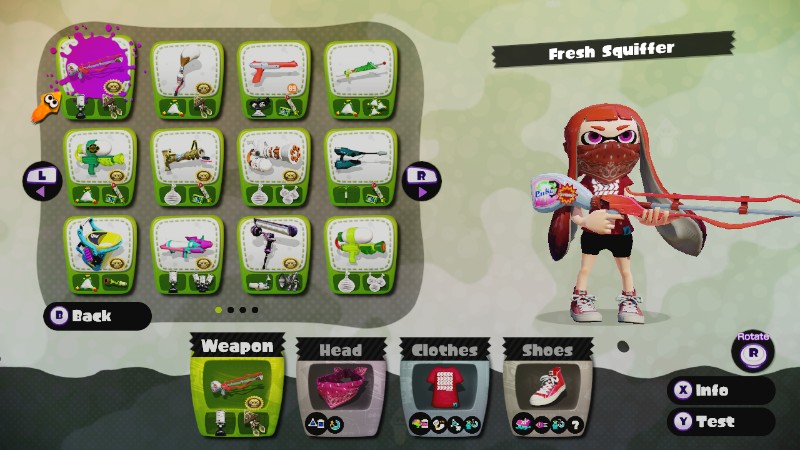 Fresh Squiffer
L
R
B Back
Weapon
Head
Clothes
Shoes
?
Rotate
R
X Info
Y Test